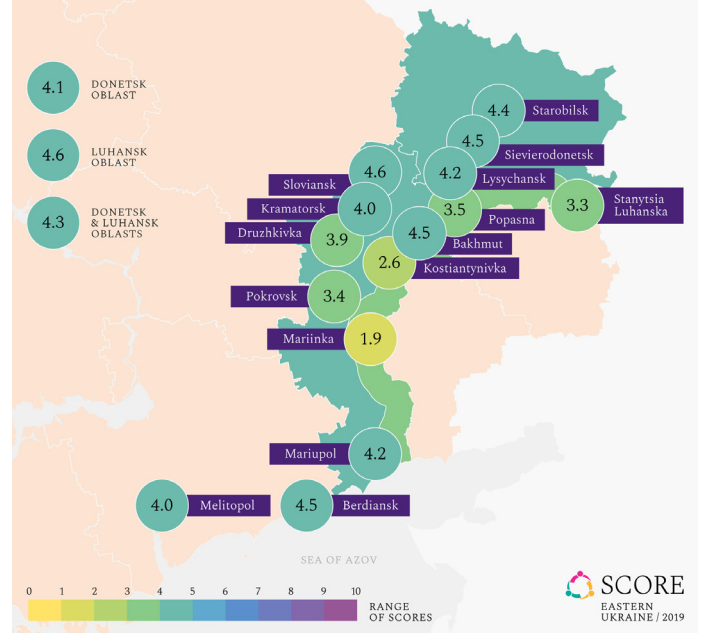 4.1
DONETSK
OBLAST
4.6
LUHANSK
OBLAST
4.3
DONETSK
& LUHANSK
OBLASTS
4.4 Starobilsk
4.5 Sievierodonetsk
Sloviansk 4.6
4.2 Lysychansk
Kramatorsk 4.0
3.5 Popasna
3.3 Stanytsia
Luhanska
Druzhkivka 3.9
4.5 Bakhmut
2.6 Kostiantynivka
Pokrovsk 3.4
Mariinka 1.9
Mariupol 4.2
4.0 Melitopol
4.5 Berdiansk
SEA OF AZOV
0 1 2 3 4 5 6 7 8 9 10
RANGE
OF SCORES
SCORE
EASTERN
UKRAINE / 2019